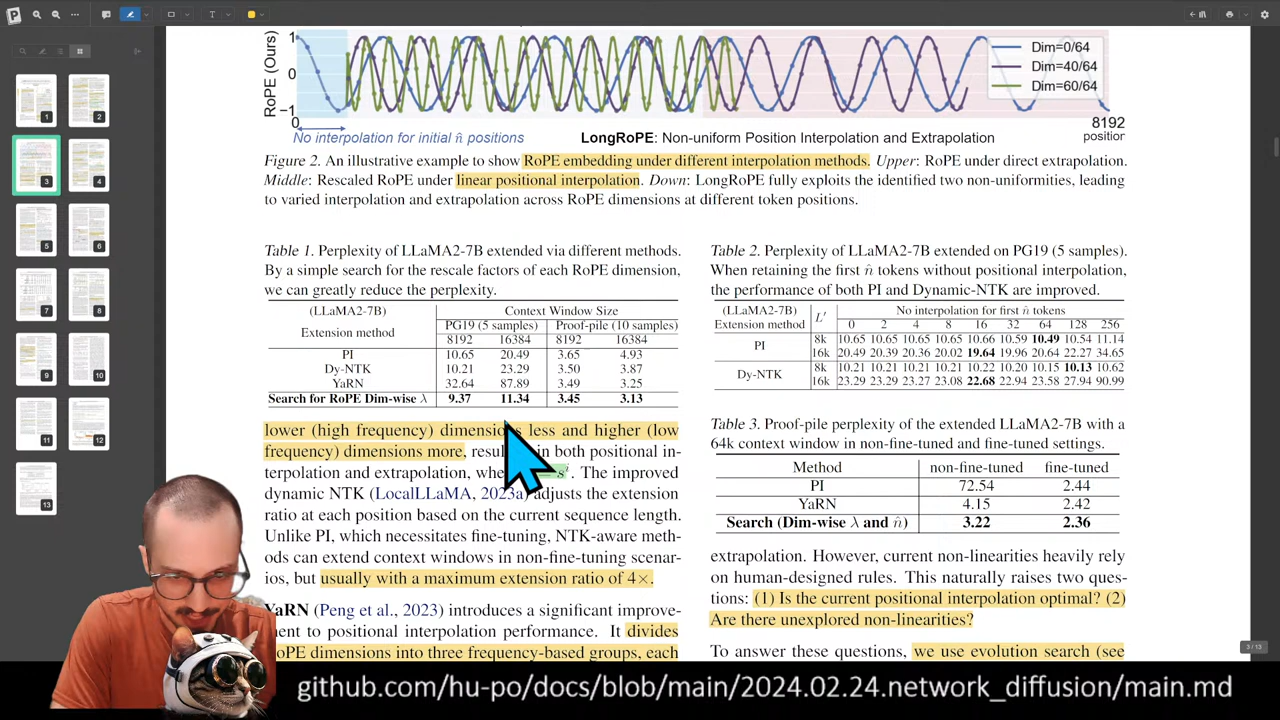 1
0
−1
RoPE (Ours)
Dim=0/64
Dim=40/64
Dim=60/64
0
8192
No interpolation for initial n̂ positions
LongRoPE: Non-uniform Position Interpolation and Extrapolation
position
Figure 2. An illustrative example to show RoPE embedding under different interpolation methods. Upper: RoPE under direct extrapolation.
Middle: Rescaled RoPE under linear positional interpolation. Down: LongRoPE fully exploits the identified two non-uniformities, leading
to varied interpolation and extrapolation across RoPE dimensions at different token positions.
Table 1. Perplexity of LLaMA2-7B extended via different methods.
By a simple search for the rescale factors of each RoPE dimension,
we can greatly reduce the perplexity.
(LLaMA2-7B) Context Window Size
Extension method PG19 (5 samples) Proof-pile (10 samples)
8192 16384 8192 16384
PI 10.65 20.49 3.65 4.93
Dy-NTK 10.21 23.29 3.50 3.87
YaRN 32.64 87.89 3.49 3.25
Search for RoPE Dim-wise λ 3.45 3.13
lower (high frequency) dimensions less and higher (low
frequency) dimensions more, in both positional in-
terpolation and extrapolation The improved
dynamic NTK (LocalLLaMA, 2023a) adjusts the extension
ratio at each position based on the current sequence length.
Unlike PI, which necessitates fine-tuning, NTK-aware meth-
ods can extend context windows in non-fine-tuning scenar-
ios, but usually with a maximum extension ratio of 4×.
YaRN (Peng et al., 2023) introduces a significant improve-
ment to positional interpolation performance. It divides
RoPE dimensions into three frequency-based groups, each
Table 2. Perplexity of LLaMA2-7B extended on PG19 (5 samples).
When retaining the first n̂ tokens without positional interpolation,
the performance of both PI and Dynamic-NTK are improved.
(LLaMA2-7B) L′ No interpolation for first n̂ tokens
Extension method 0 2 4 8 16 32 64 128 256
PI 8k 10.65 10.65 10.65 10.65 10.66 10.59 10.49 10.54 11.14
16k 20.49 20.39 20.36 20.02 19.64 19.96 20.64 22.27 34.65
Dy-NTK 8k 10.21 10.21 10.21 10.21 10.22 10.20 10.15 10.13 10.62
16k 23.29 23.29 23.27 23.08 22.68 22.94 23.58 27.94 90.99
Table 3. Proof-pile perplexity of the extended LLaMA2-7B with a
64k context window in non-fine-tuned and fine-tuned settings.
Method non-fine-tuned fine-tuned
PI 72.54 2.44
YaRN 4.15 2.42
Search (Dim-wise λ and n̂) 3.22 2.36
extrapolation. However, current non-linearities heavily rely
on human-designed rules. This naturally raises two ques-
tions: (1) Is the current positional interpolation optimal? (2)
Are there unexplored non-linearities?
To answer these questions, we use evolution search (see
1
2
3
4
5
6
7
8
9
10
11
12
13
3 / 13
github.com/hu-po/docs/blob/main/2024.02.24.network_diffusion/main.md